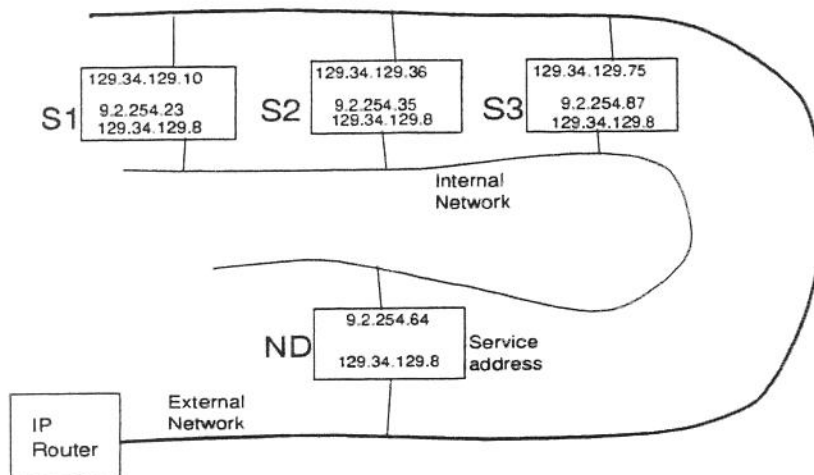 129.34.129.10
S1
9.2.254.23
129.34.129.8
129.34.129.36
S2
9.2.254.35
129.34.129.8
129.34.129.75
S3
9.2.254.87
129.34.129.8
Internal
Network
ND
9.2.254.64
129.34.129.8
Service
address
External
Network
IP
Router